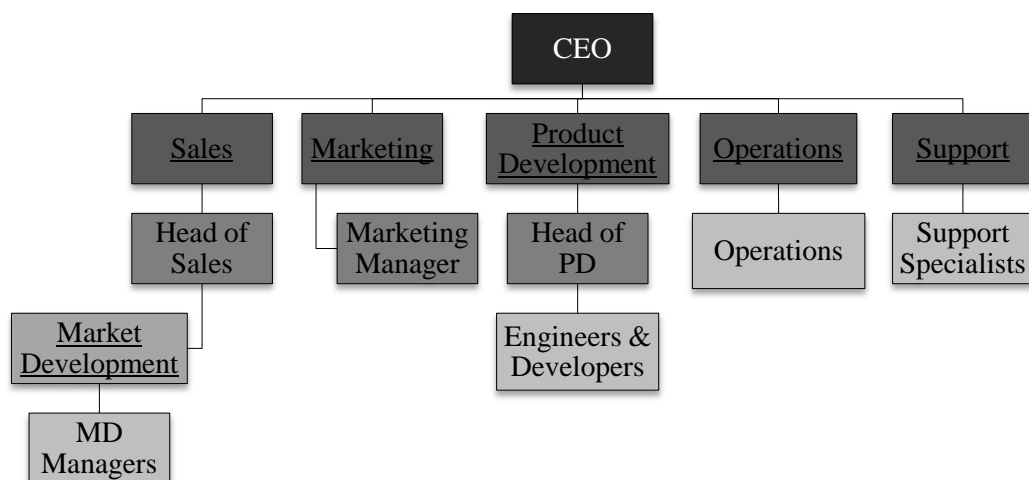 CEO
Sales
Marketing
Product
Development
Operations
Support
Head of
Sales
Marketing
Manager
Head of
PD
Operations
Support
Specialists
Market
Development
Engineers &
Developers
MD
Managers